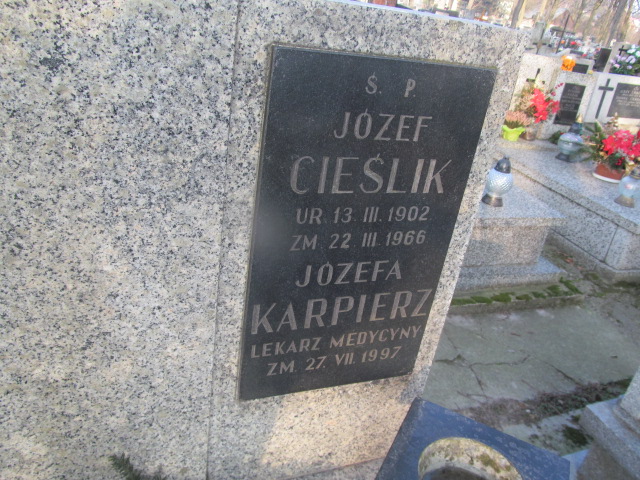 Ś. P.
JÓZEF
CIEŚLIK
UR. 13. III. 1902
ZM. 22. III. 1966
JÓZEFA
KARPIERZ
LEKARZ MEDYCYNY
ZM. 27. VII. 1997